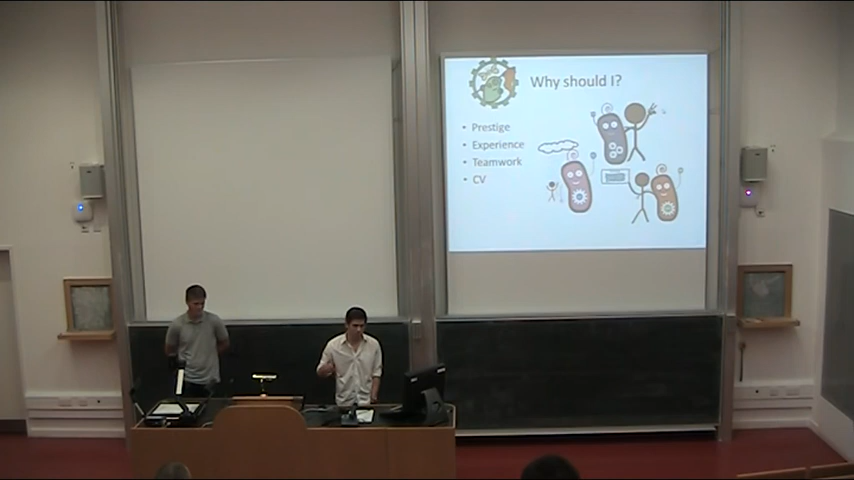 Why should I?
• Prestige
• Experience
• Teamwork
• CV